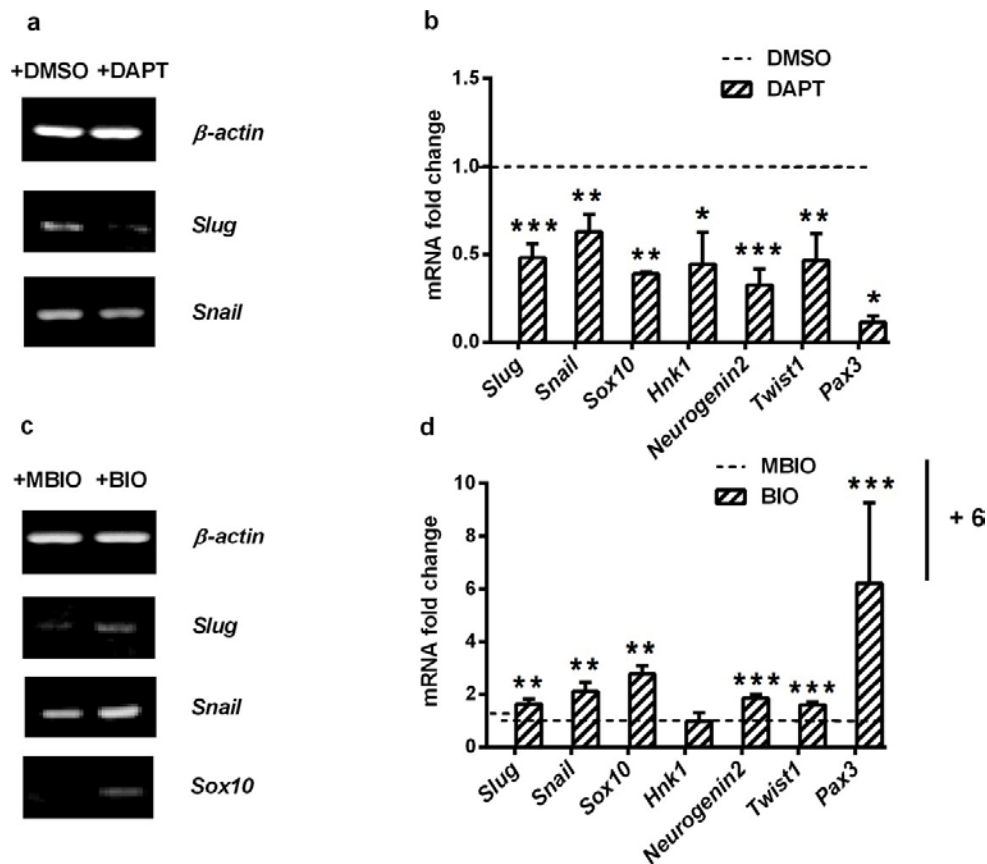 a
+DMSO +DAPT
β-actin
Slug
Snail
b
DMSO
DAPT
mRNA fold change
1.5
1.0
0.5
0.0
*** ** ** * *** ** *
Slug Snail Sox10 Hnk1 Neurogenin2 Twist1 Pax3
c
+MBIO +BIO
β-actin
Slug
Snail
Sox10
d
MBIO
BIO
mRNA fold change
10
8
6
4
2
0
** ** ** *** *** ***
Slug Snail Sox10 Hnk1 Neurogenin2 Twist1 Pax3
+ 6